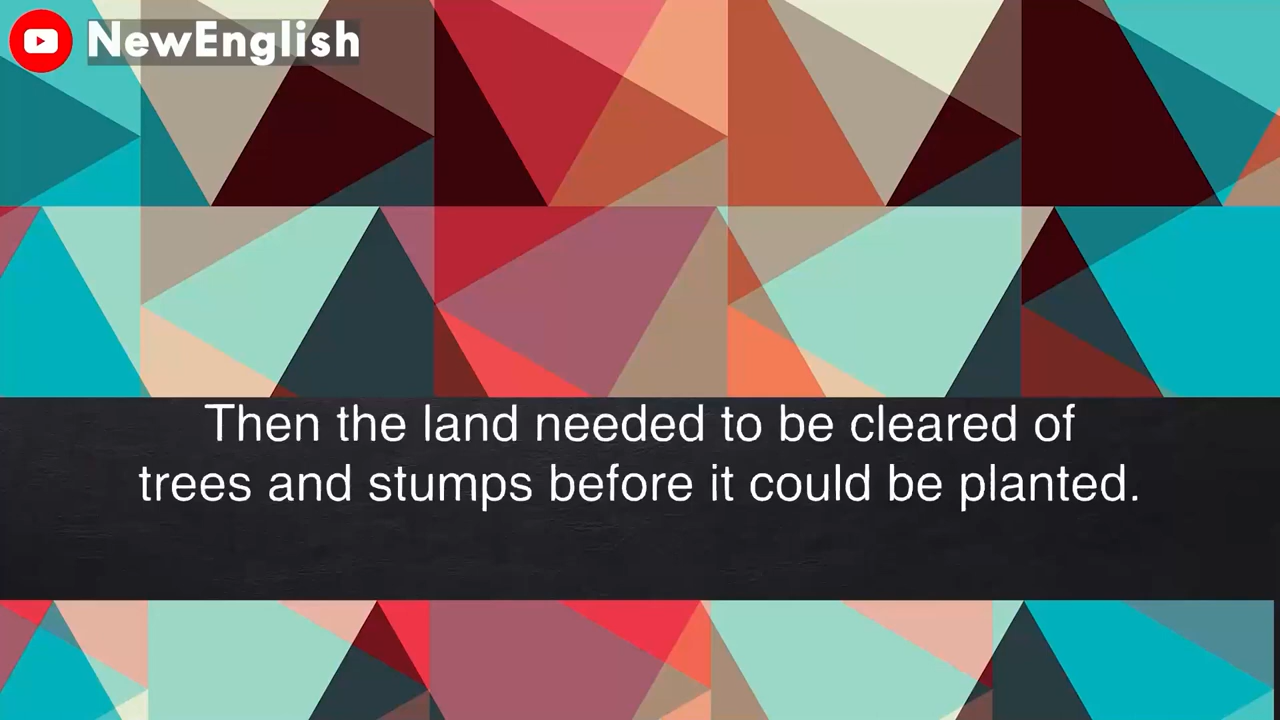 NewEnglish
Then the land needed to be cleared of
trees and stumps before it could be planted.